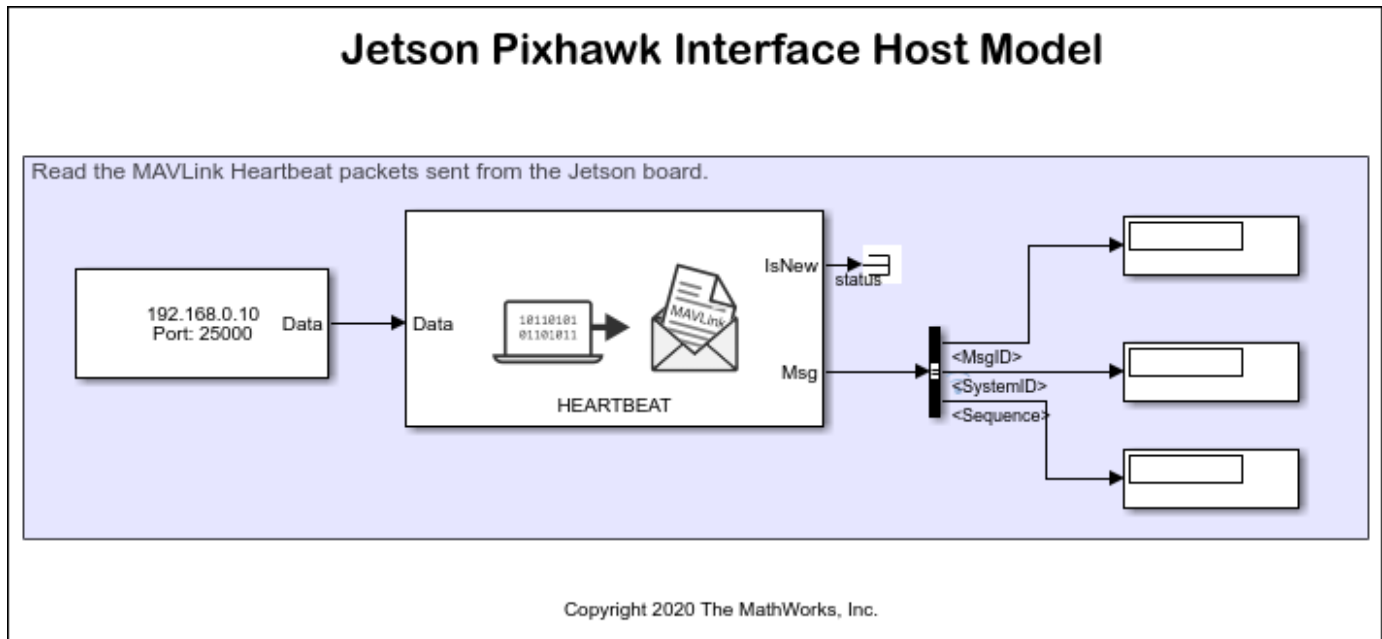 Jetson Pixhawk Interface Host Model
Read the MAVLink Heartbeat packets sent from the Jetson board.
192.168.0.10
Port: 25000
Data
Data
10110101
01101011
MAVLink
HEARTBEAT
IsNew
status
Msg
<MsgID>
<SystemID>
<Sequence>
Copyright 2020 The MathWorks, Inc.